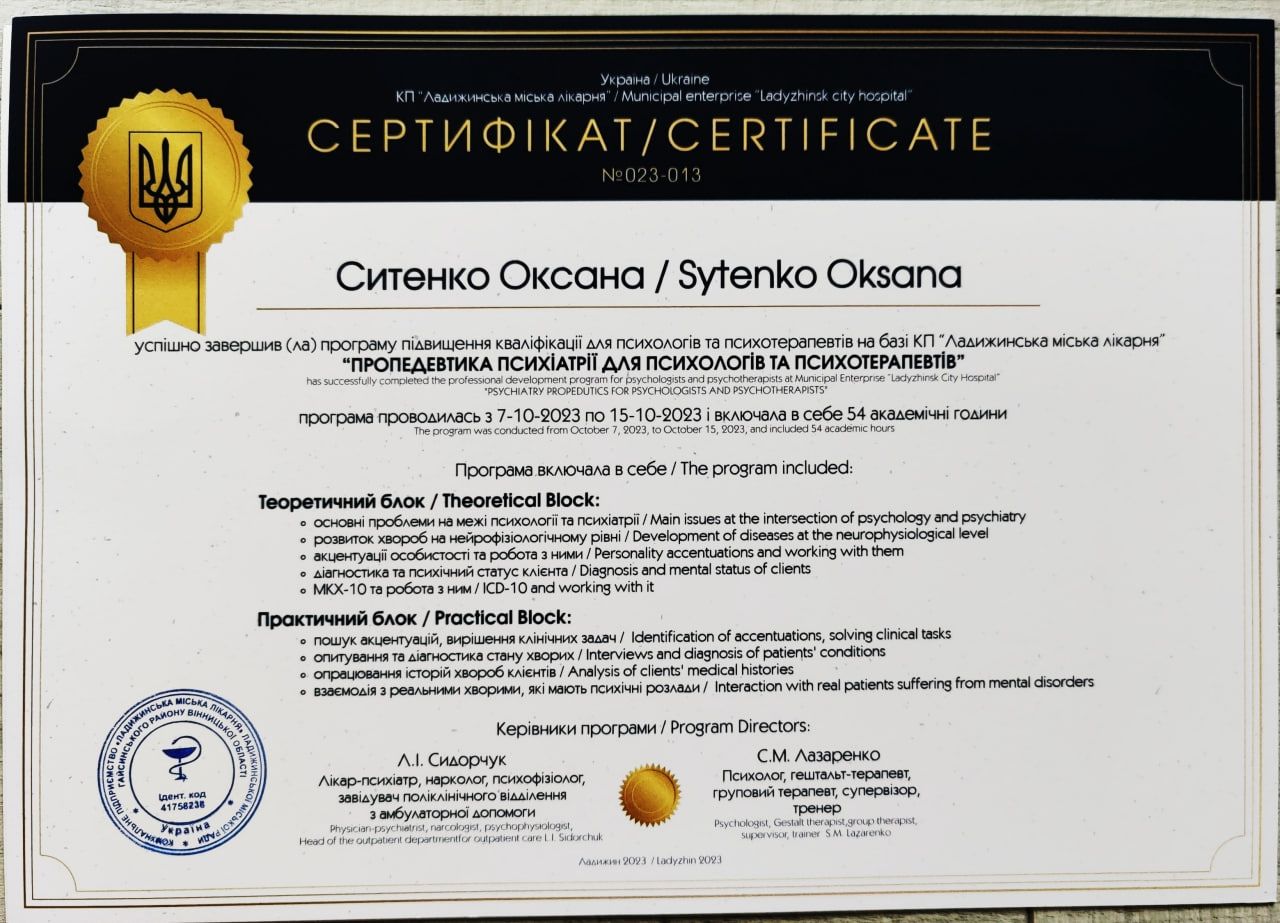 Україна / Ukraine
КП "Ладижинська міська лікарня" / Municipal enterprise "Ladyzhinsk city hospital"
СЕРТИФІКАТ/CERTIFICATE
№023-013
Ситенко Оксана / Sytenko Oksana
успішно завершив (ла) програму підвищення кваліфікації для психологів та психотерапевтів на базі КП "Ладижинська міська лікарня"
"ПРОПЕДЕВТИКА ПСИХІАТРІЇ ДЛЯ ПСИХОЛОГІВ ТА ПСИХОТЕРАПЕВТІВ"
has successfully completed the professional development program for psychologists and psychotherapists at Municipal Enterprise "Ladyzhinsk City Hospital"
"PSYCHIATRY PROPEDUTICS FOR PSYCHOLOGISTS AND PSYCHOTHERAPISTS"
програма проводилась з 7-10-2023 по 15-10-2023 і включала в себе 54 академічні години
The program was conducted from October 7, 2023, to October 15, 2023, and included 54 academic hours
Програма включала в себе / The program included:
Теоретичний блок / Theoretical Block:
основні проблеми на межі психології та психіатрії / Main issues at the intersection of psychology and psychiatry
розвиток хвороб на нейрофізіологічному рівні / Development of diseases at the neurophysiological level
акцентуації особистості та робота з ними / Personality accentuations and working with them
діагностика та психічний статус клієнта / Diagnosis and mental status of clients
МКХ-10 та робота з ним / ICD-10 and working with it
Практичний блок / Practical Block:
пошук акцентуацій, вирішення клінічних задач / Identification of accentuations, solving clinical tasks
опитування та діагностика стану хворих / Interviews and diagnosis of patients' conditions
опрацювання історій хвороб клієнтів / Analysis of clients' medical histories
взаємодія з реальними хворими, які мають психічні розлади / Interaction with real patients suffering from mental disorders
Керівники програми / Program Directors:
Л.І. Сидорчук
Лікар-психіатр, нарколог, психофізіолог,
завідувач поліклінічного відділення
з амбулаторної допомоги
Physician-psychiatrist, narcologist, psychophysiologist,
Head of the outpatient departmentfor outpatient care L.I. Sidorchuk
С.М. Лазаренко
Психолог, гештальт-терапевт,
груповий терапевт, супервізор,
тренер
Psychologist, Gestalt therapist,group therapist,
supervisor, trainer S.M. Lazarenko
КОМУНАЛЬНЕ ПІДПРИЄМСТВО «ЛАДИЖИНСЬКА МІСЬКА ЛІКАРНЯ» ЛАДИЖИНСЬКОЇ МІСЬКОЇ РАДИ
ГАЙСИНСЬКОГО РАЙОНУ ВІННИЦЬКОЇ ОБЛАСТІ
Ідент. код
41758238
Україна
Ладижин 2023 / Ladyzhin 2023